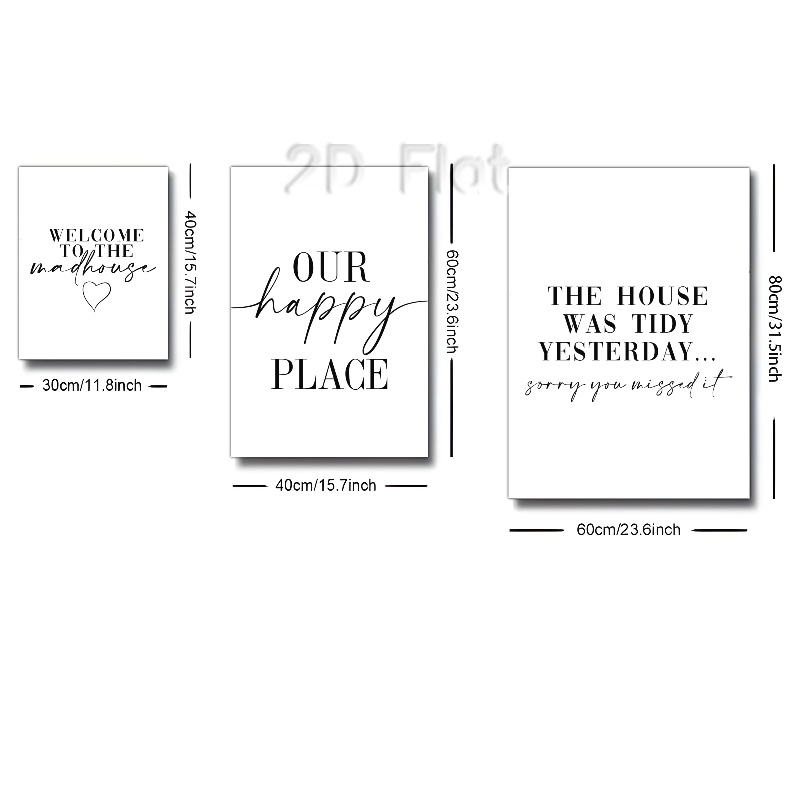 2D Flat
WELCOME
TO THE
madhouse
40cm/15.7inch
30cm/11.8inch
OUR
happy
PLACE
60cm/23.6inch
40cm/15.7inch
THE HOUSE
WAS TIDY
YESTERDAY...
sorry you missed it
80cm/31.5inch
60cm/23.6inch